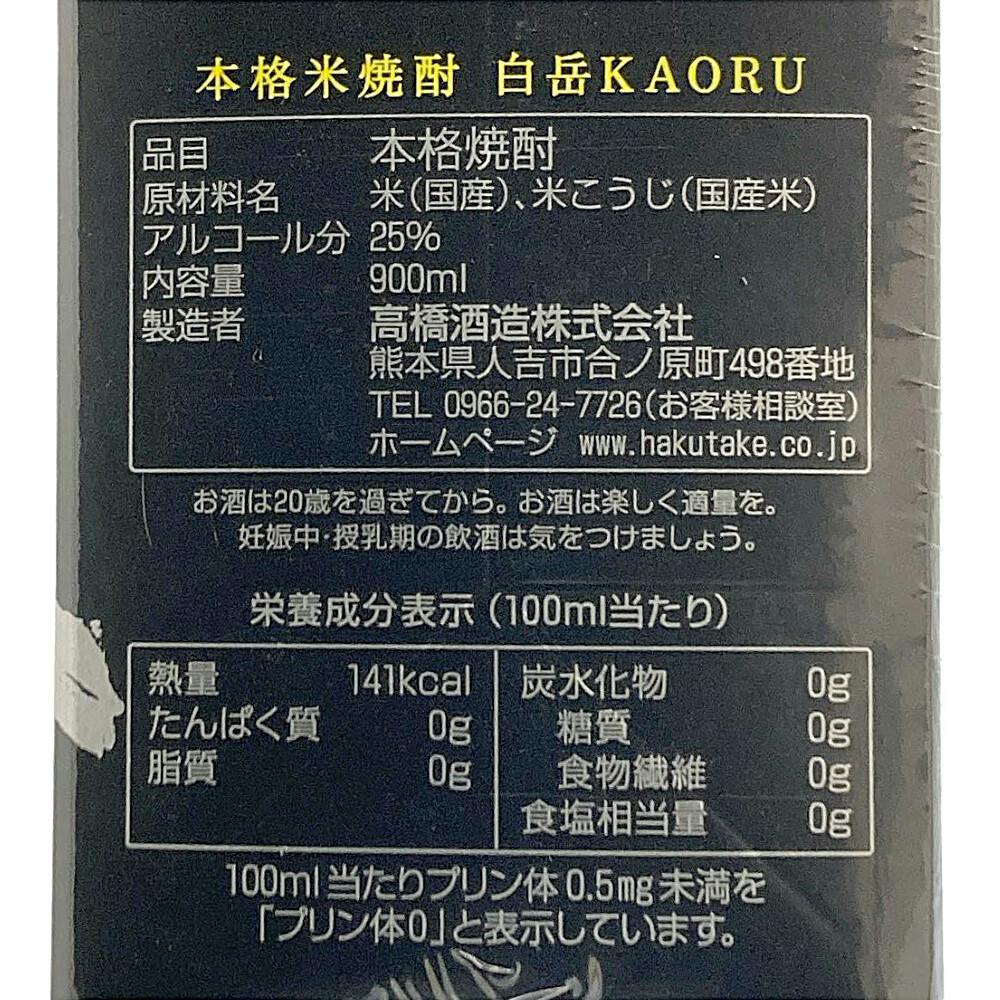 本格米焼酎 白岳KAORU
品目 本格焼酎
原材料名 米(国産)、米こうじ(国産米)
アルコール分 25%
内容量 900ml
製造者 高橋酒造株式会社
熊本県人吉市合ノ原町498番地
TEL 0966-24-7726(お客様相談室)
ホームページ www.hakutake.co.jp
お酒は20歳を過ぎてから。お酒は楽しく適量を。
妊娠中・授乳期の飲酒は気をつけましょう。
栄養成分表示(100ml当たり)
熱量 141kcal
たんぱく質 0g
脂質 0g
炭水化物 0g
糖質 0g
食物繊維 0g
食塩相当量 0g
100ml当たりプリン体0.5mg未満を
「プリン体0」と表示しています。